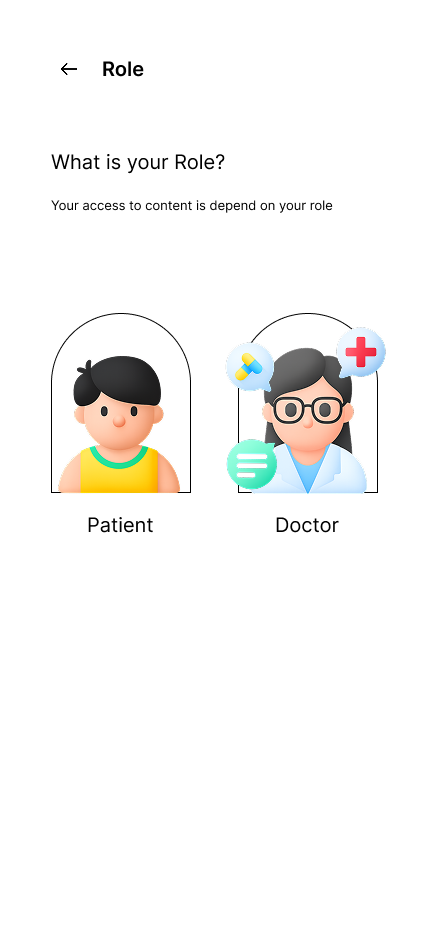 Role
What is your Role?
Your access to content is depend on your role
Patient
Doctor